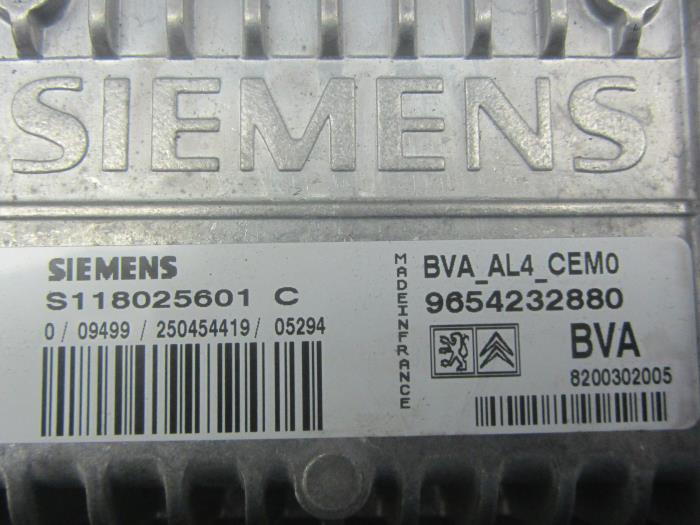 SIEMENS
SIEMENS
S118025601 C
0 / 09499 / 250454419 / 05294
MADEINFRANCE
BVA_AL4_CEM0
9654232880
BVA
8200302005